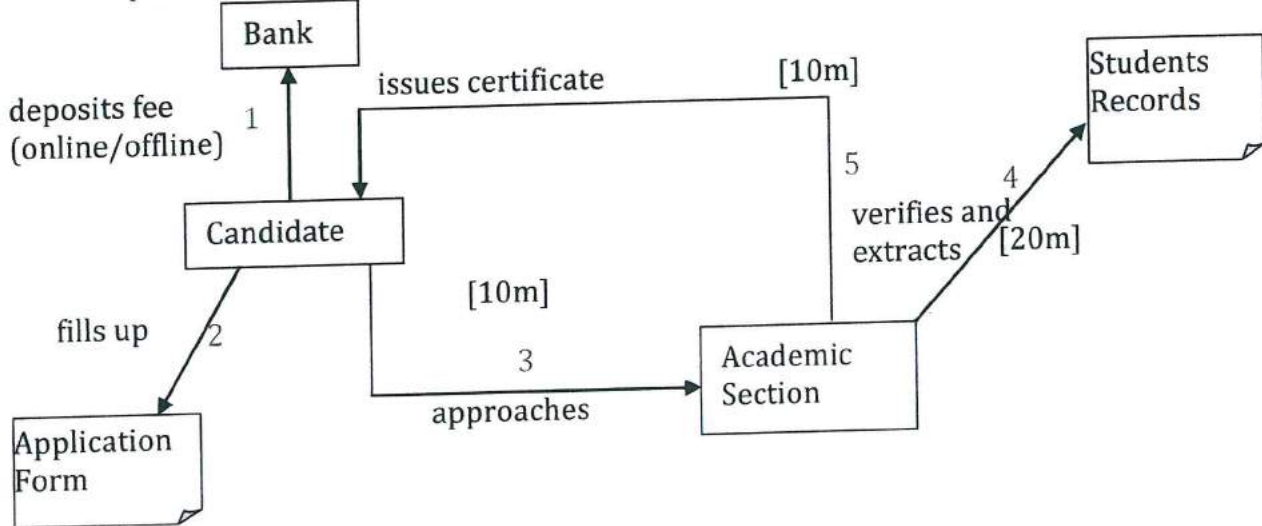 Bank
issues certificate
[10m]
Students
Records
deposits fee
(online/offline)
1
5
4
Candidate
verifies and
extracts
[20m]
[10m]
fills up
2
3
Academic
Section
approaches
Application
Form